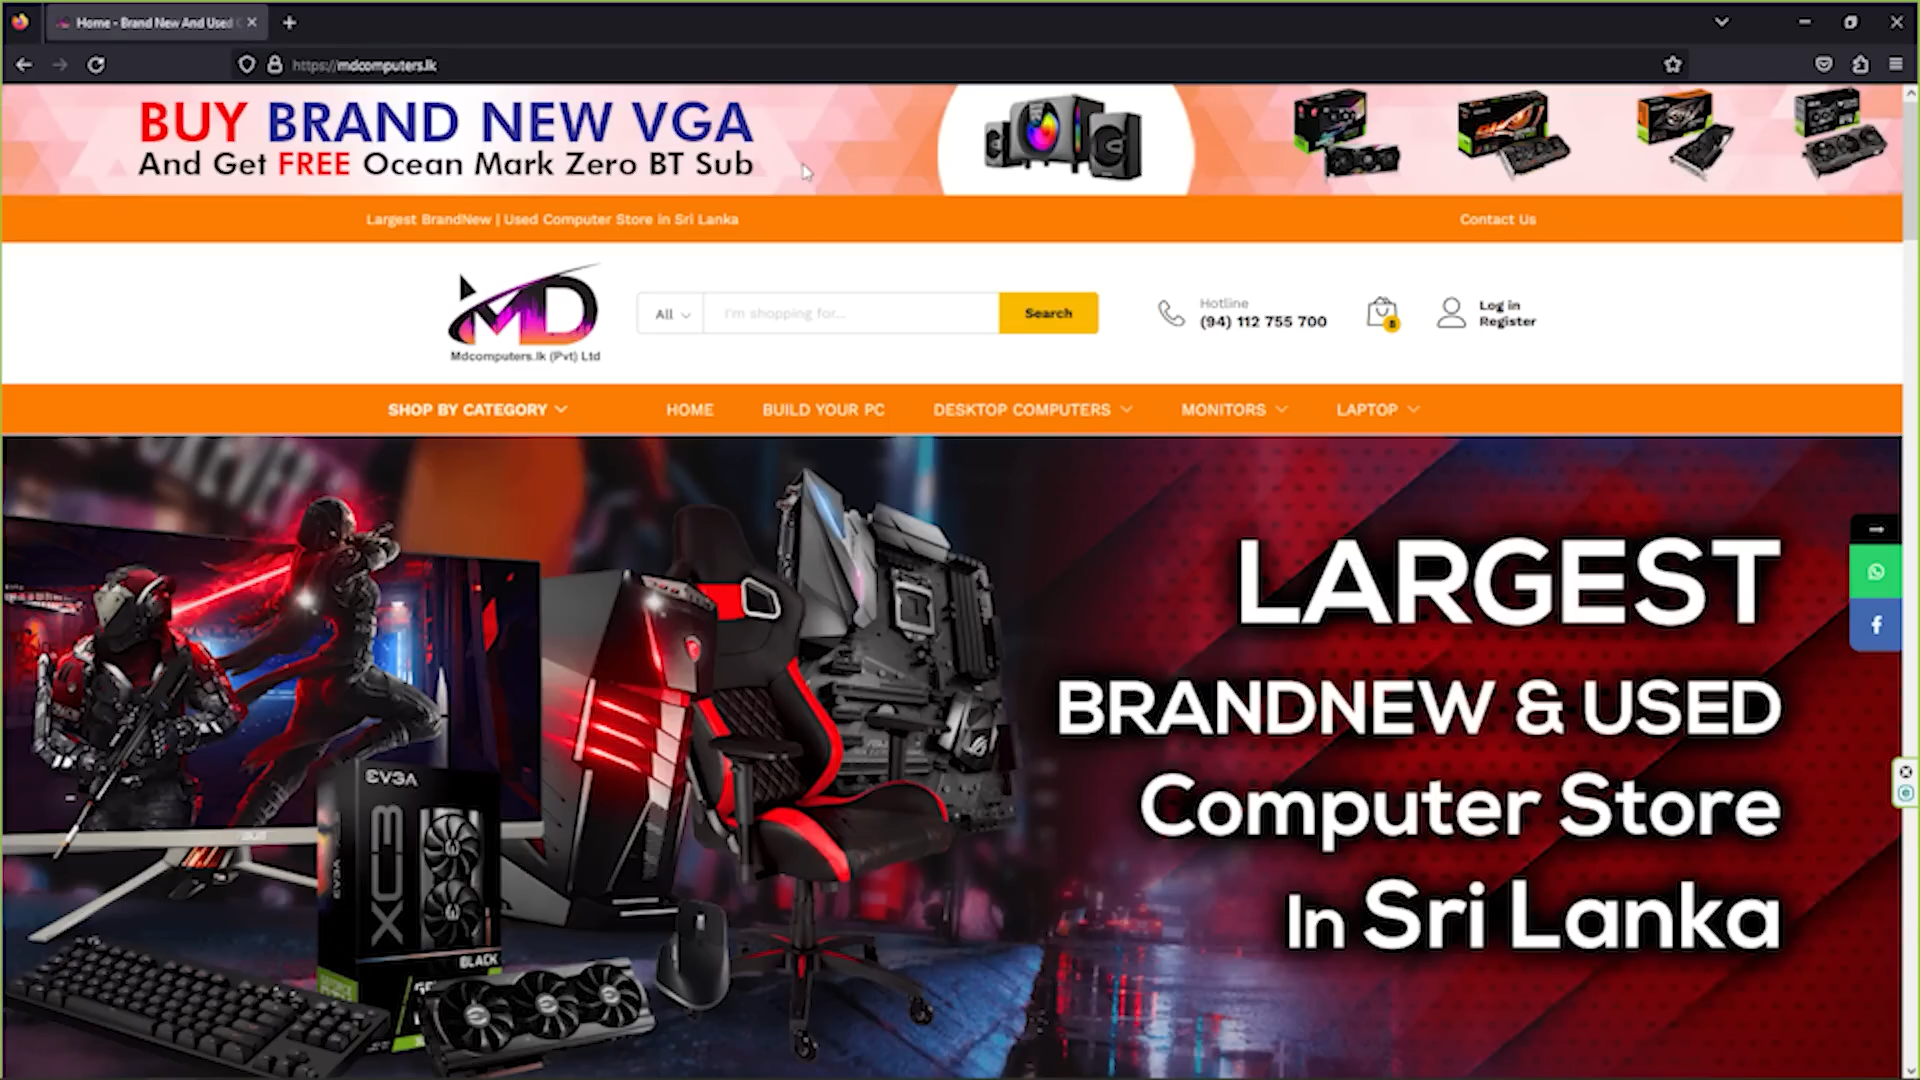 Home - Brand New And Used
https://mdcomputers.lk
BUY BRAND NEW VGA
And Get FREE Ocean Mark Zero BT Sub
Largest BrandNew | Used Computer Store in Sri Lanka
Contact Us
MD
Mdcomputers.lk (Pvt) Ltd
All
I'm shopping for...
Search
Hotline
(94) 112 755 700
Log in
Register
SHOP BY CATEGORY
HOME
BUILD YOUR PC
DESKTOP COMPUTERS
MONITORS
LAPTOP
LARGEST
BRANDNEW & USED
Computer Store
In Sri Lanka
EVGA
XC3
BLACK